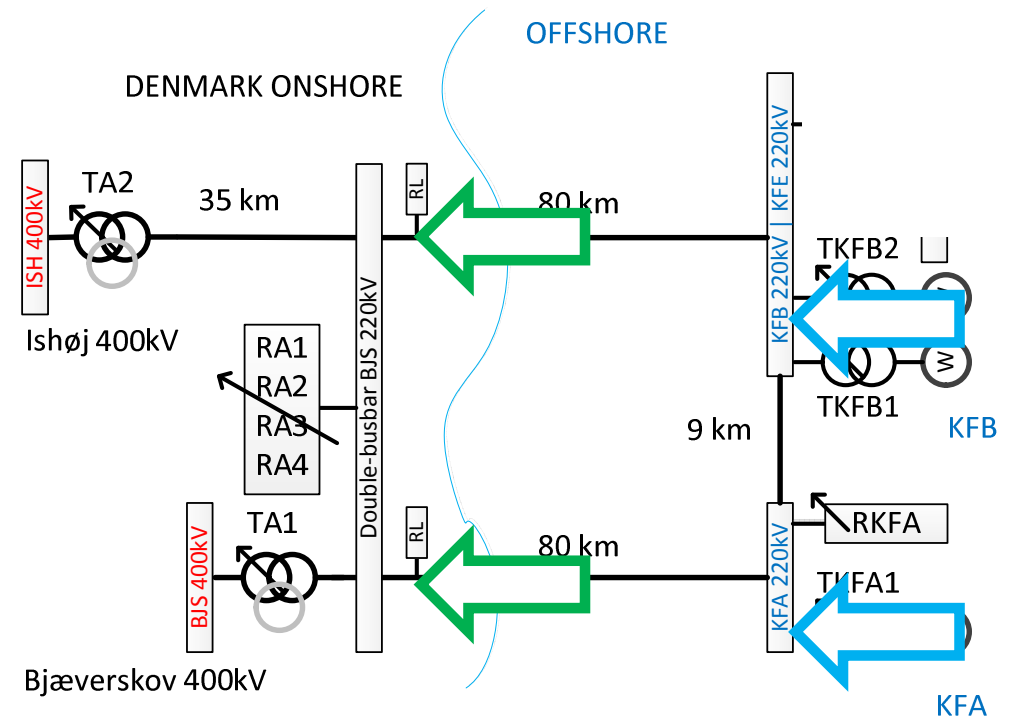 OFFSHORE
DENMARK ONSHORE
TA2
35 km
RL
80 km
ISH 400kV
KFB 220kV | KFE 220kV
TKFB2
W
Ishøj 400kV
RA1
RA2
RA3
RA4
Double-busbar BJS 220kV
TKFB1
9 km
KFB
BJS 400kV
TA1
RL
80 km
KFA 220kV
RKFA
TKFA1
Bjæverskov 400kV
KFA